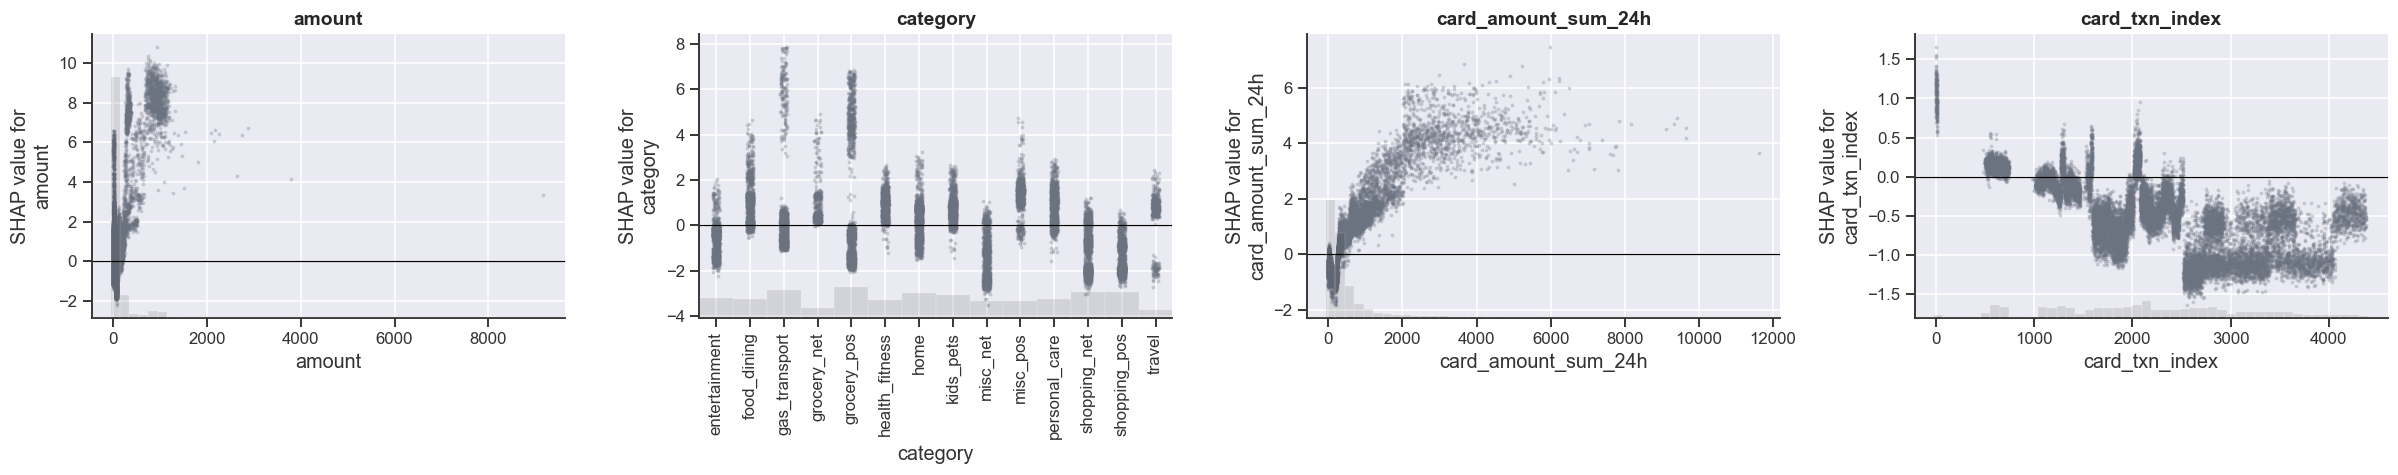 amount
SHAP value for
amount
10
8
6
4
2
0
−2
0
2000
4000
6000
8000
amount
category
SHAP value for
category
8
6
4
2
0
−2
−4
entertainment
food_dining
gas_transport
grocery_net
grocery_pos
health_fitness
home
kids_pets
misc_net
misc_pos
personal_care
shopping_net
shopping_pos
travel
category
card_amount_sum_24h
SHAP value for
card_amount_sum_24h
6
4
2
0
−2
0
2000
4000
6000
8000
10000
12000
card_amount_sum_24h
card_txn_index
SHAP value for
card_txn_index
1.5
1.0
0.5
0.0
−0.5
−1.0
−1.5
0
1000
2000
3000
4000
card_txn_index